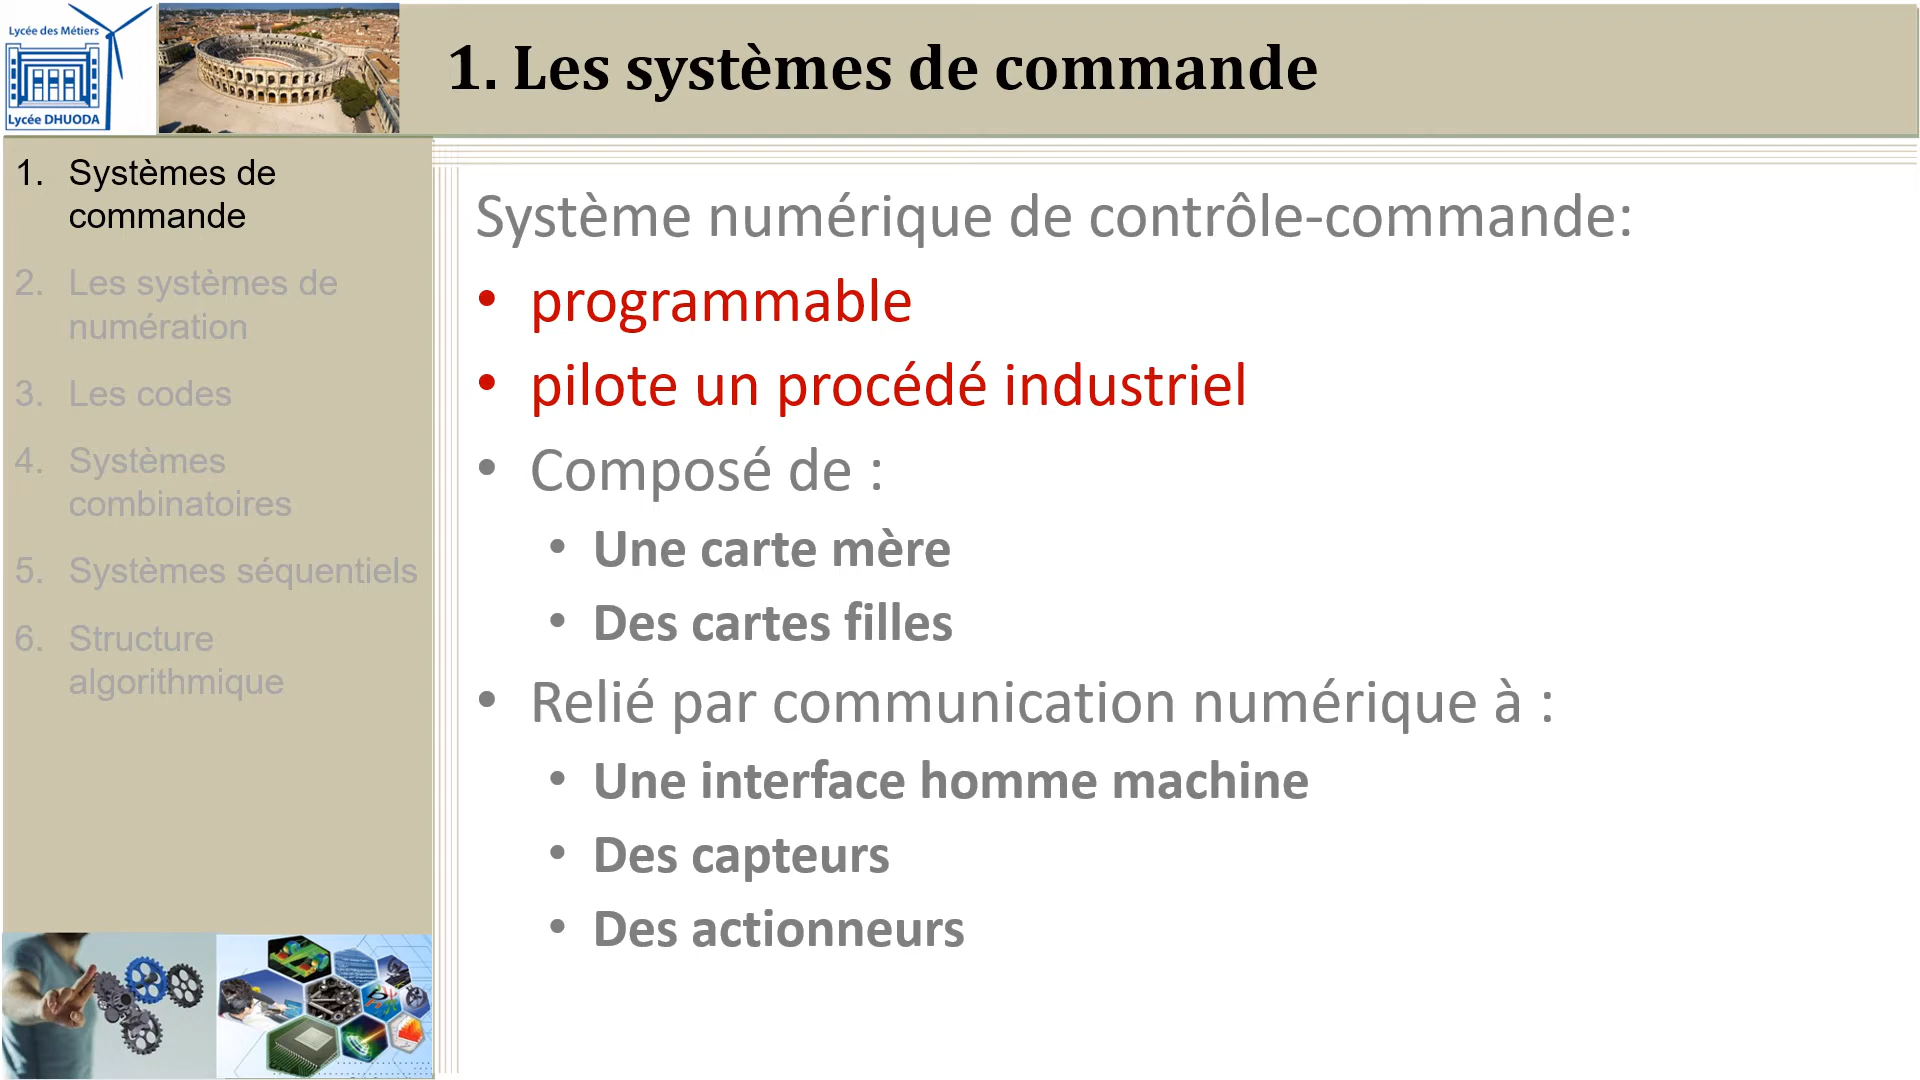 Lycée des Métiers
Lycée DHUODA
1. Les systèmes de commande
1. Systèmes de
commande
2. Les systèmes de
numération
3. Les codes
4. Systèmes
combinatoires
5. Systèmes séquentiels
6. Structure
algorithmique
Système numérique de contrôle-commande:
• programmable
• pilote un procédé industriel
• Composé de :
• Une carte mère
• Des cartes filles
• Relié par communication numérique à :
• Une interface homme machine
• Des capteurs
• Des actionneurs